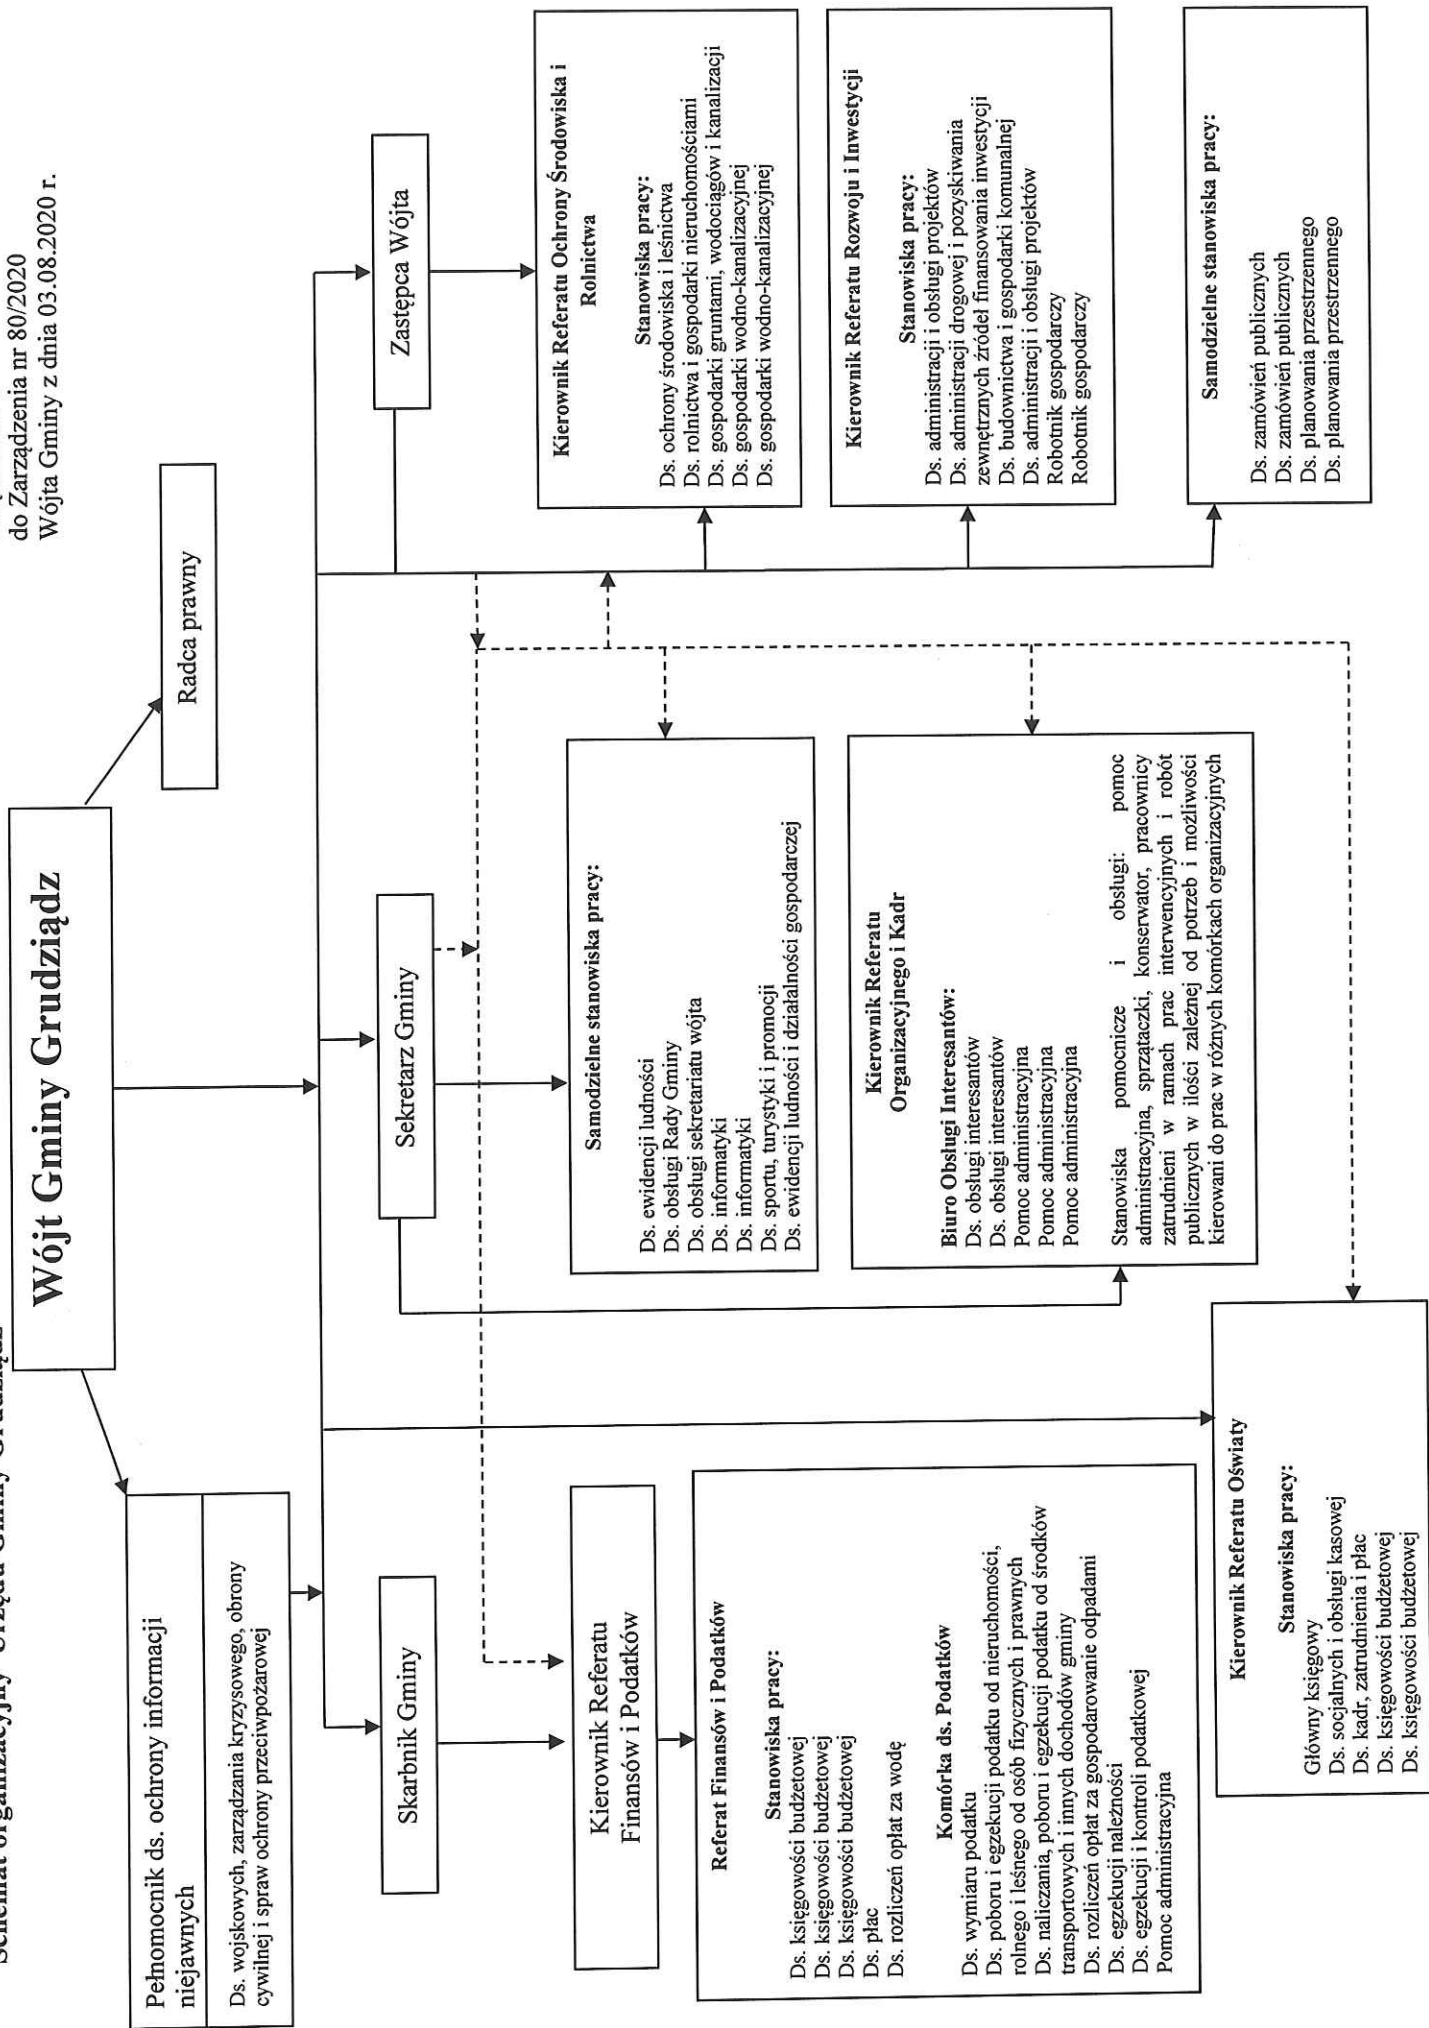 do Zarządzenia nr 80/2020
Wójta Gminy z dnia 03.08.2020 r.
Schemat organizacyjny Urzędu Gminy Grudziądz
Wójt Gminy Grudziądz
Radca prawny
Pełnomocnik ds. ochrony informacji
niejawnych
Ds. wojskowych, zarządzania kryzysowego, obrony
cywilnej i spraw ochrony przeciwpożarowej
Skarbnik Gminy
Sekretarz Gminy
Zastępca Wójta
Kierownik Referatu
Finansów i Podatków
Referat Finansów i Podatków
Stanowiska pracy:
Ds. księgowości budżetowej
Ds. księgowości budżetowej
Ds. księgowości budżetowej
Ds. płac
Ds. rozliczeń opłat za wodę
Komórka ds. Podatków
Ds. wymiaru podatku
Ds. poboru i egzekucji podatku od nieruchomości,
rolnego i leśnego od osób fizycznych i prawnych
Ds. naliczania, poboru i egzekucji podatku od środków
transportowych i innych dochodów gminy
Ds. rozliczeń opłat za gospodarowanie odpadami
Ds. egzekucji należności
Ds. egzekucji i kontroli podatkowej
Pomoc administracyjna
Kierownik Referatu Oświaty
Stanowiska pracy:
Główny księgowy
Ds. socjalnych i obsługi kasowej
Ds. kadr, zatrudnienia i płac
Ds. księgowości budżetowej
Ds. księgowości budżetowej
Samodzielne stanowiska pracy:
Ds. ewidencji ludności
Ds. obsługi Rady Gminy
Ds. obsługi sekretariatu wójta
Ds. informatyki
Ds. informatyki
Ds. sportu, turystyki i promocji
Ds. ewidencji ludności i działalności gospodarczej
Kierownik Referatu
Organizacyjnego i Kadr
Biuro Obsługi Interesantów:
Ds. obsługi interesantów
Ds. obsługi interesantów
Pomoc administracyjna
Pomoc administracyjna
Pomoc administracyjna
Stanowiska pomocnicze i obsługi: pomoc
administracyjna, sprzątaczki, konserwator, pracownicy
zatrudnieni w ramach prac interwencyjnych i robót
publicznych w ilości zależnej od potrzeb i możliwości
kierowani do prac w różnych komórkach organizacyjnych
Kierownik Referatu Ochrony Środowiska i
Rolnictwa
Stanowiska pracy:
Ds. ochrony środowiska i leśnictwa
Ds. rolnictwa i gospodarki nieruchomościami
Ds. gospodarki gruntami, wodociągów i kanalizacji
Ds. gospodarki wodno-kanalizacyjnej
Ds. gospodarki wodno-kanalizacyjnej
Kierownik Referatu Rozwoju i Inwestycji
Stanowiska pracy:
Ds. administracji i obsługi projektów
Ds. administracji drogowej i pozyskiwania
zewnętrznych źródeł finansowania inwestycji
Ds. budownictwa i gospodarki komunalnej
Ds. administracji i obsługi projektów
Robotnik gospodarczy
Robotnik gospodarczy
Samodzielne stanowiska pracy:
Ds. zamówień publicznych
Ds. zamówień publicznych
Ds. planowania przestrzennego
Ds. planowania przestrzennego